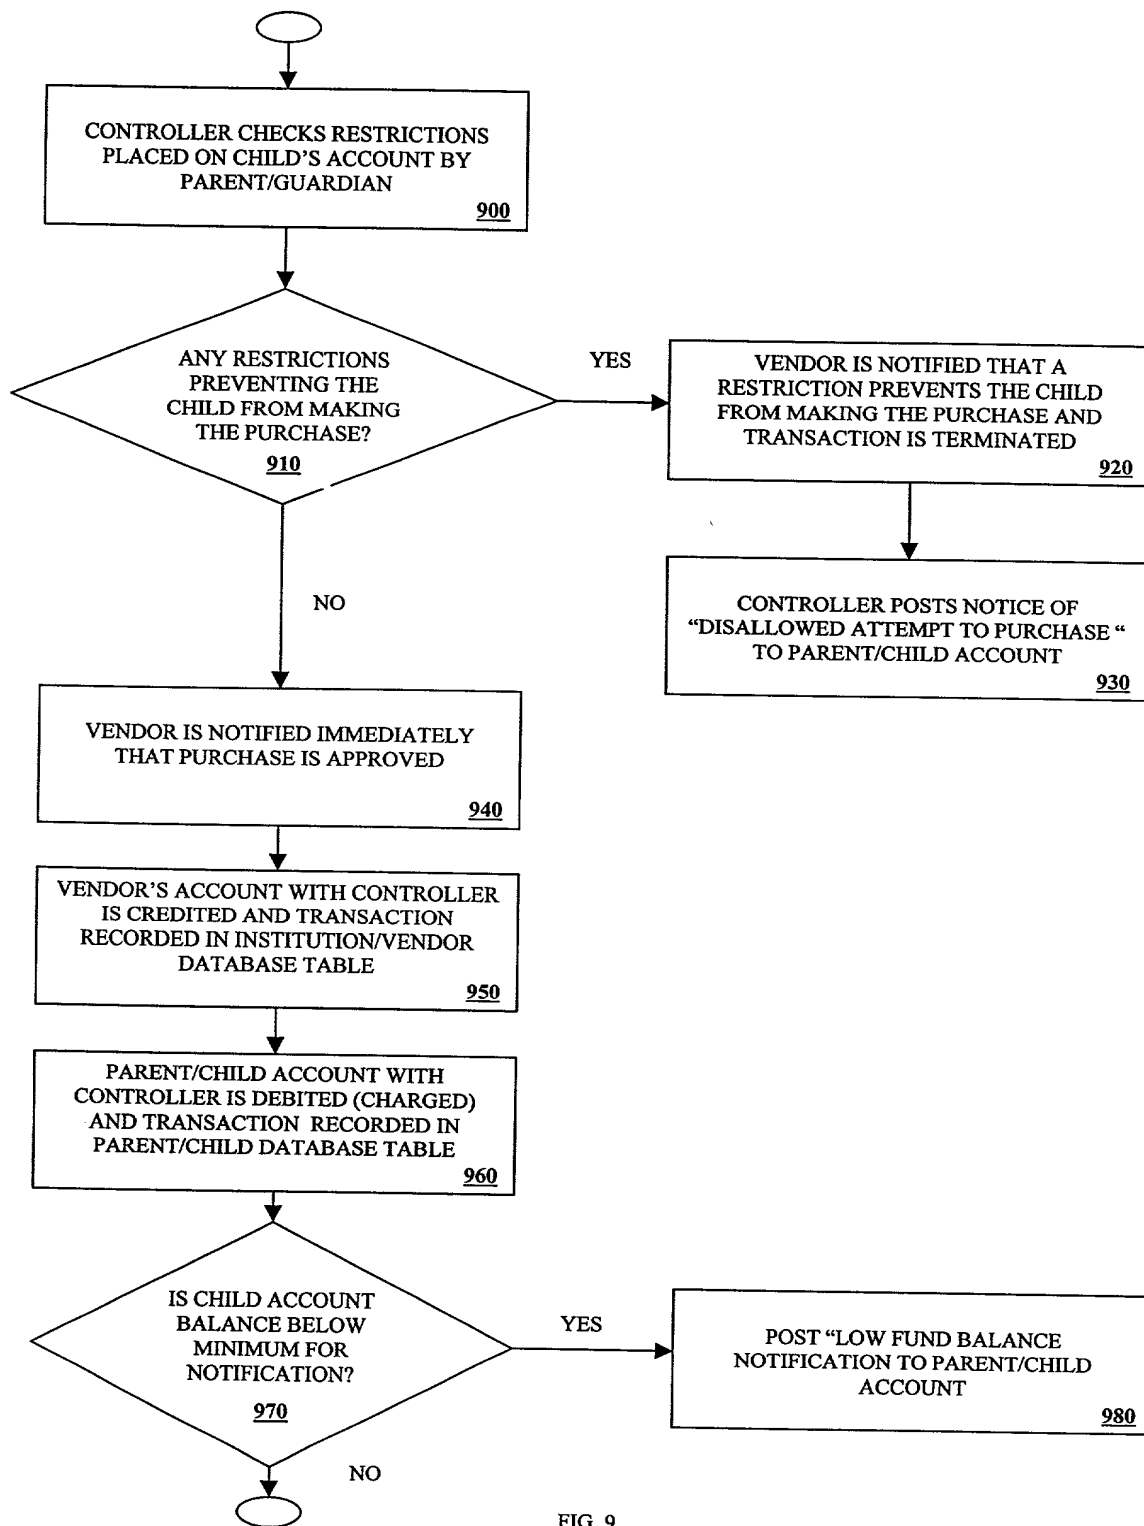 CONTROLLER CHECKS RESTRICTIONS
PLACED ON CHILD'S ACCOUNT BY
PARENT/GUARDIAN
900
ANY RESTRICTIONS
PREVENTING THE
CHILD FROM MAKING
THE PURCHASE?
910
YES
VENDOR IS NOTIFIED THAT A
RESTRICTION PREVENTS THE CHILD
FROM MAKING THE PURCHASE AND
TRANSACTION IS TERMINATED
920
CONTROLLER POSTS NOTICE OF
“DISALLOWED ATTEMPT TO PURCHASE “
TO PARENT/CHILD ACCOUNT
930
NO
VENDOR IS NOTIFIED IMMEDIATELY
THAT PURCHASE IS APPROVED
940
VENDOR'S ACCOUNT WITH CONTROLLER
IS CREDITED AND TRANSACTION
RECORDED IN INSTITUTION/VENDOR
DATABASE TABLE
950
PARENT/CHILD ACCOUNT WITH
CONTROLLER IS DEBITED (CHARGED)
AND TRANSACTION RECORDED IN
PARENT/CHILD DATABASE TABLE
960
IS CHILD ACCOUNT
BALANCE BELOW
MINIMUM FOR
NOTIFICATION?
970
YES
POST “LOW FUND BALANCE
NOTIFICATION TO PARENT/CHILD
ACCOUNT
980
NO
FIG. 9